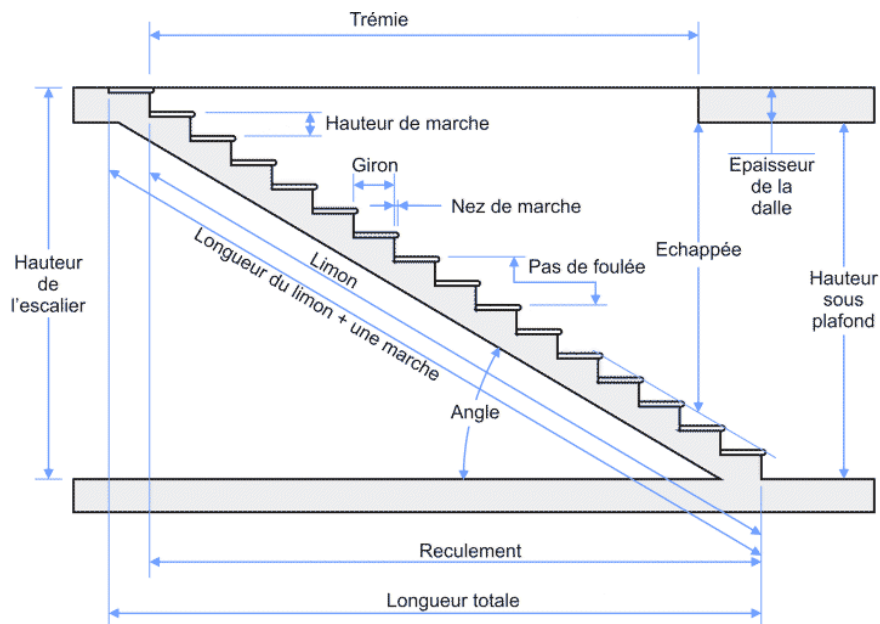 Trémie
Hauteur de marche
Giron
Nez de marche
Epaisseur
de la
dalle
Echappée
Pas de foulée
Hauteur
de
l'escalier
Limon
Longueur du limon + une marche
Hauteur
sous
plafond
Angle
Reculement
Longueur totale